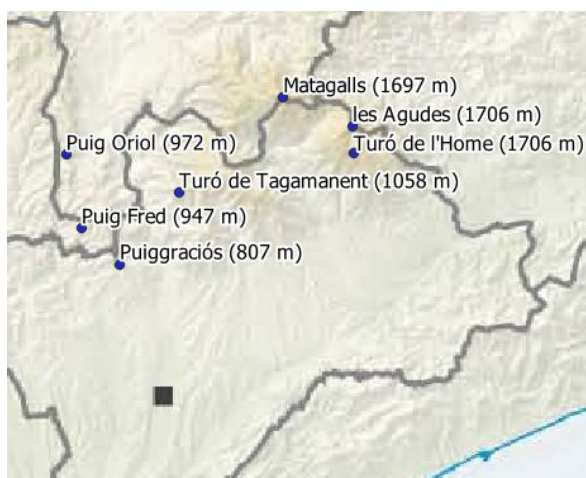 Matagalls (1697 m)
les Agudes (1706 m)
Puig Oriol (972 m)
Turó de l'Home (1706 m)
Turó de Tagamanent (1058 m)
Puig Fred (947 m)
Puiggraciós (807 m)